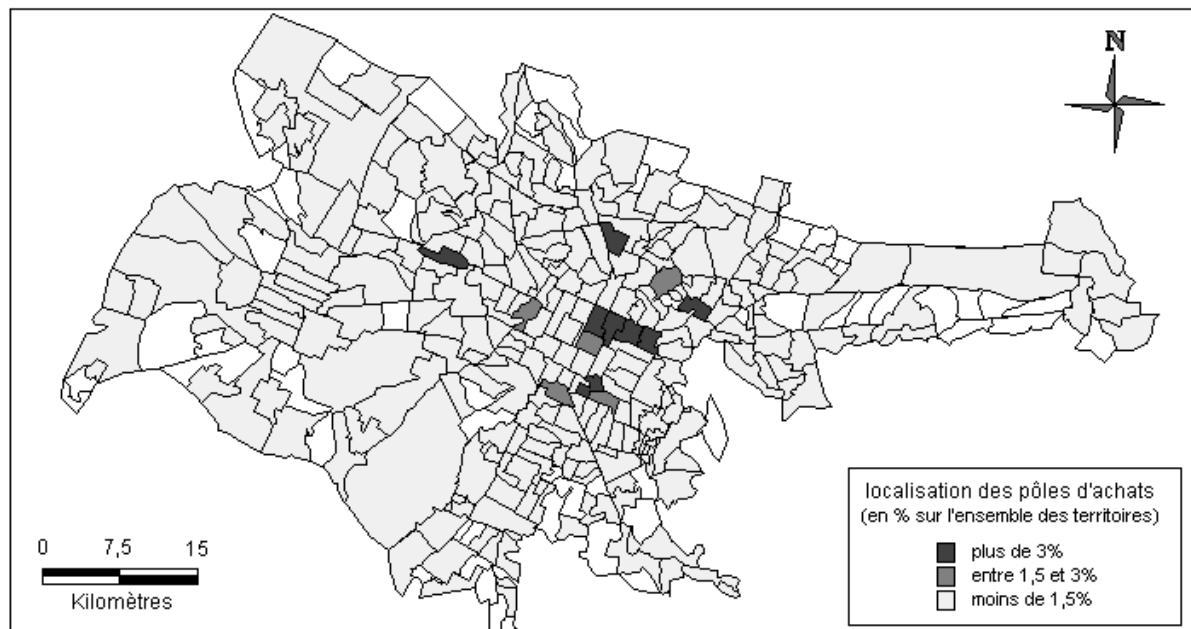 N
localisation des pôles d'achats
(en % sur l'ensemble des territoires)
plus de 3%
entre 1,5 et 3%
moins de 1,5%
0 7,5 15
Kilomètres